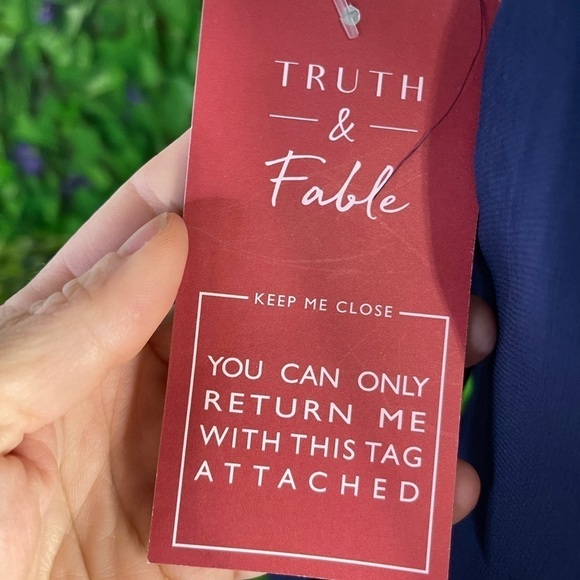 TRUTH
&
Fable
KEEP ME CLOSE
YOU CAN ONLY
RETURN ME
WITH THIS TAG
ATTACHED